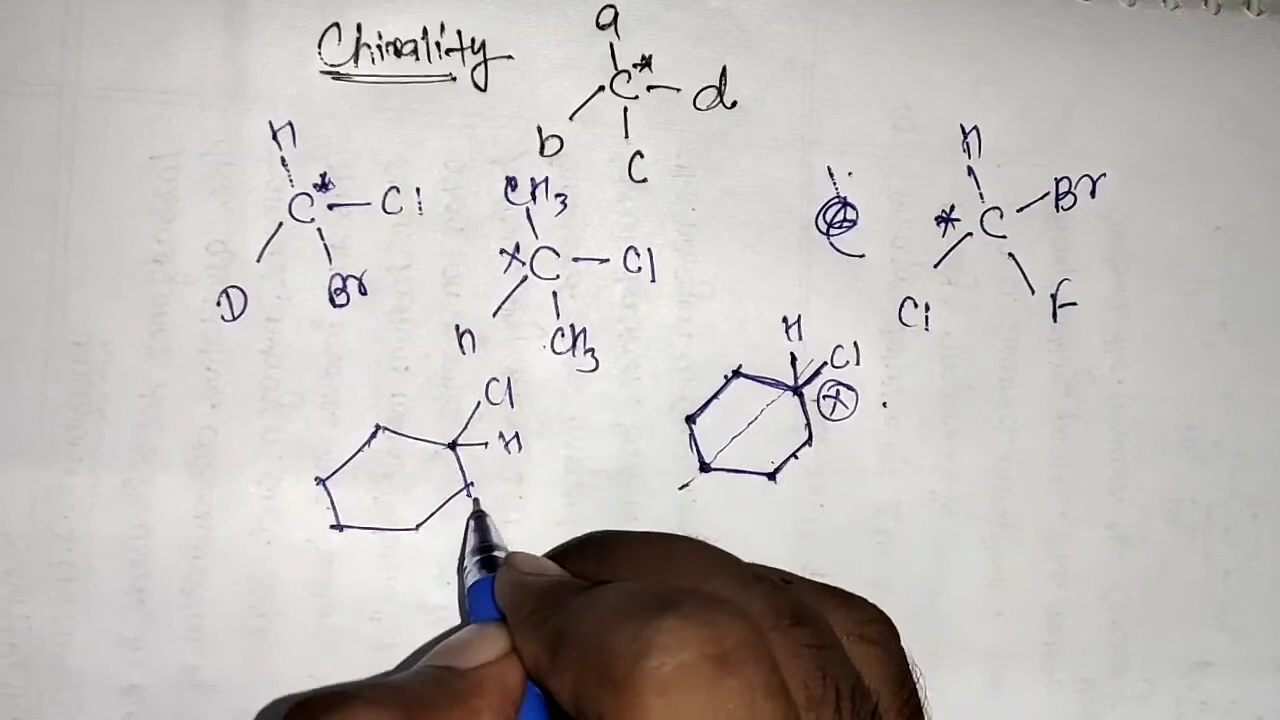 Chirality
a
C* d
b
C
H
C* Cl
D Br
CH3
x C Cl
H CH3
H
* C Br
Cl F
Cl
H
H
Cl
x